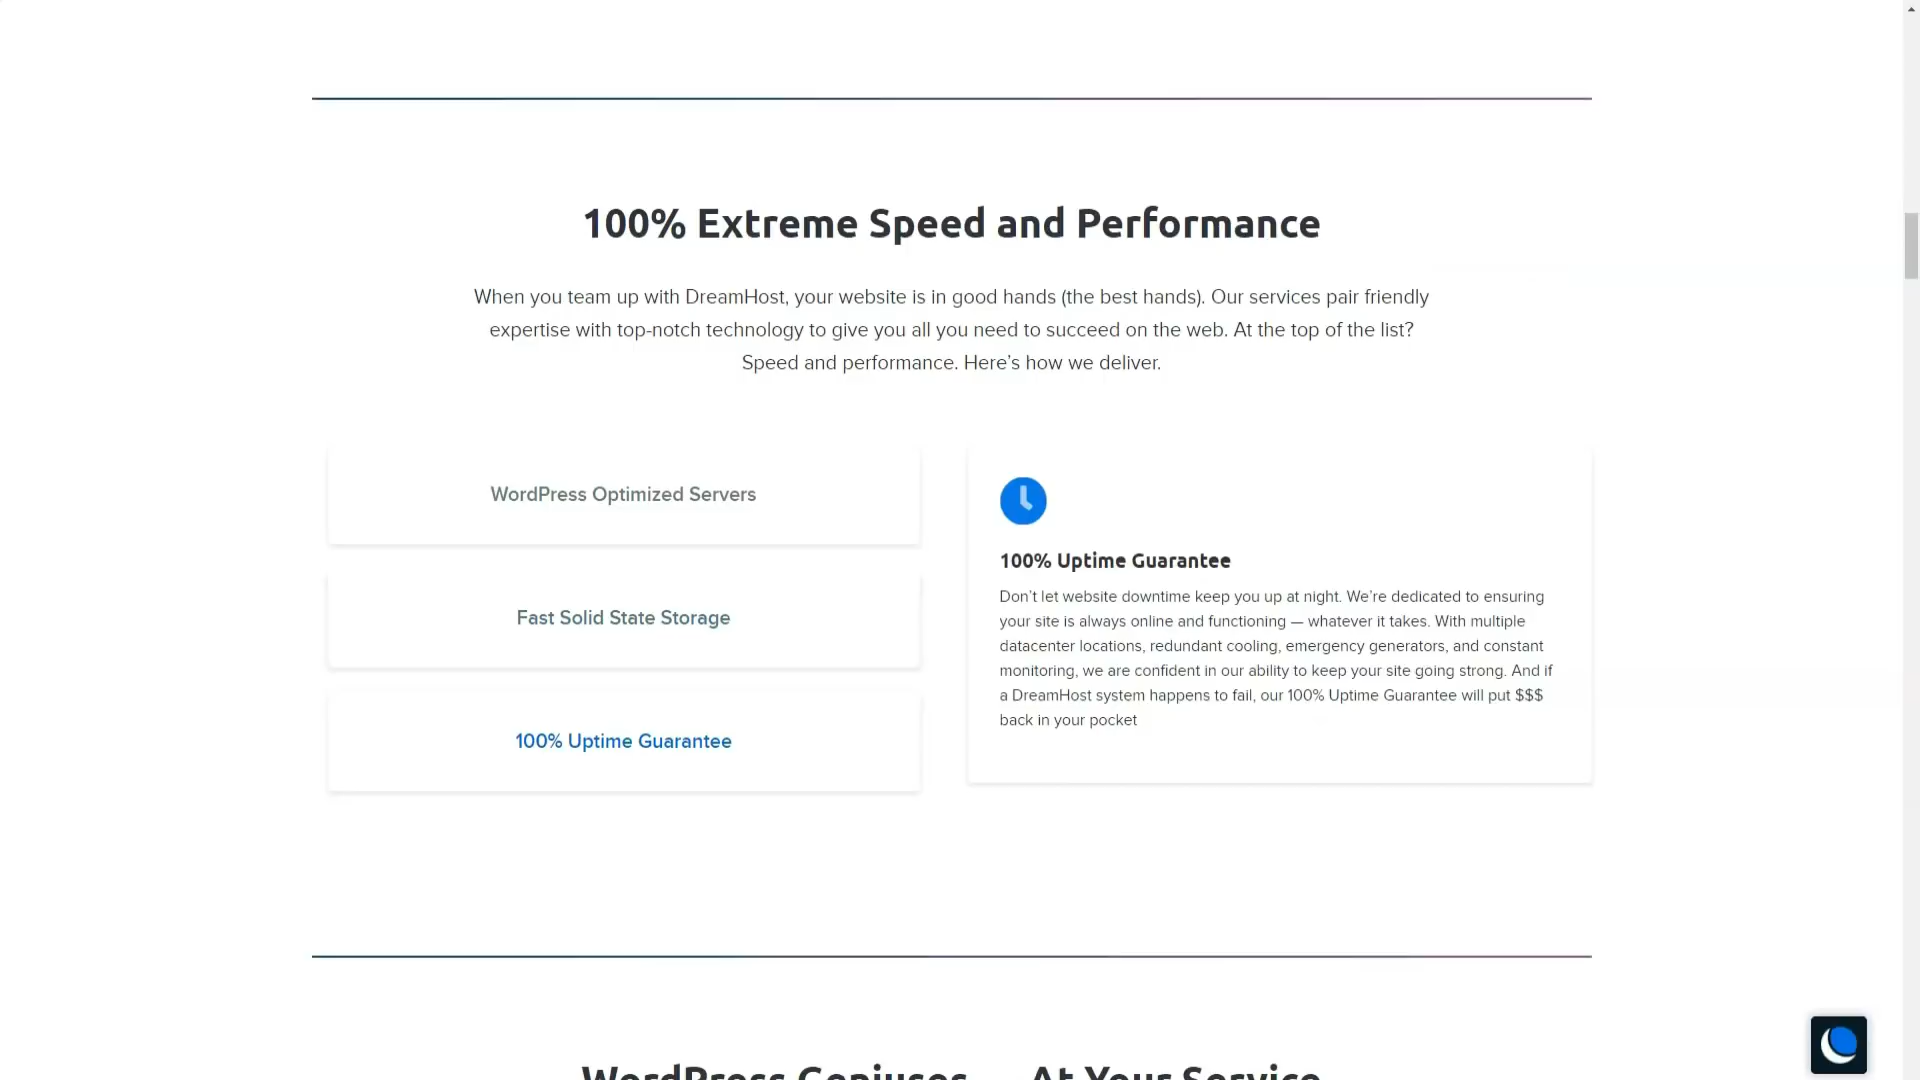 100% Extreme Speed and Performance
When you team up with DreamHost, your website is in good hands (the best hands). Our services pair friendly
expertise with top-notch technology to give you all you need to succeed on the web. At the top of the list?
Speed and performance. Here’s how we deliver.
WordPress Optimized Servers
Fast Solid State Storage
100% Uptime Guarantee
100% Uptime Guarantee
Don’t let website downtime keep you up at night. We’re dedicated to ensuring
your site is always online and functioning — whatever it takes. With multiple
datacenter locations, redundant cooling, emergency generators, and constant
monitoring, we are confident in our ability to keep your site going strong. And if
a DreamHost system happens to fail, our 100% Uptime Guarantee will put $$$
back in your pocket
WordPress Geniuses At Your Service